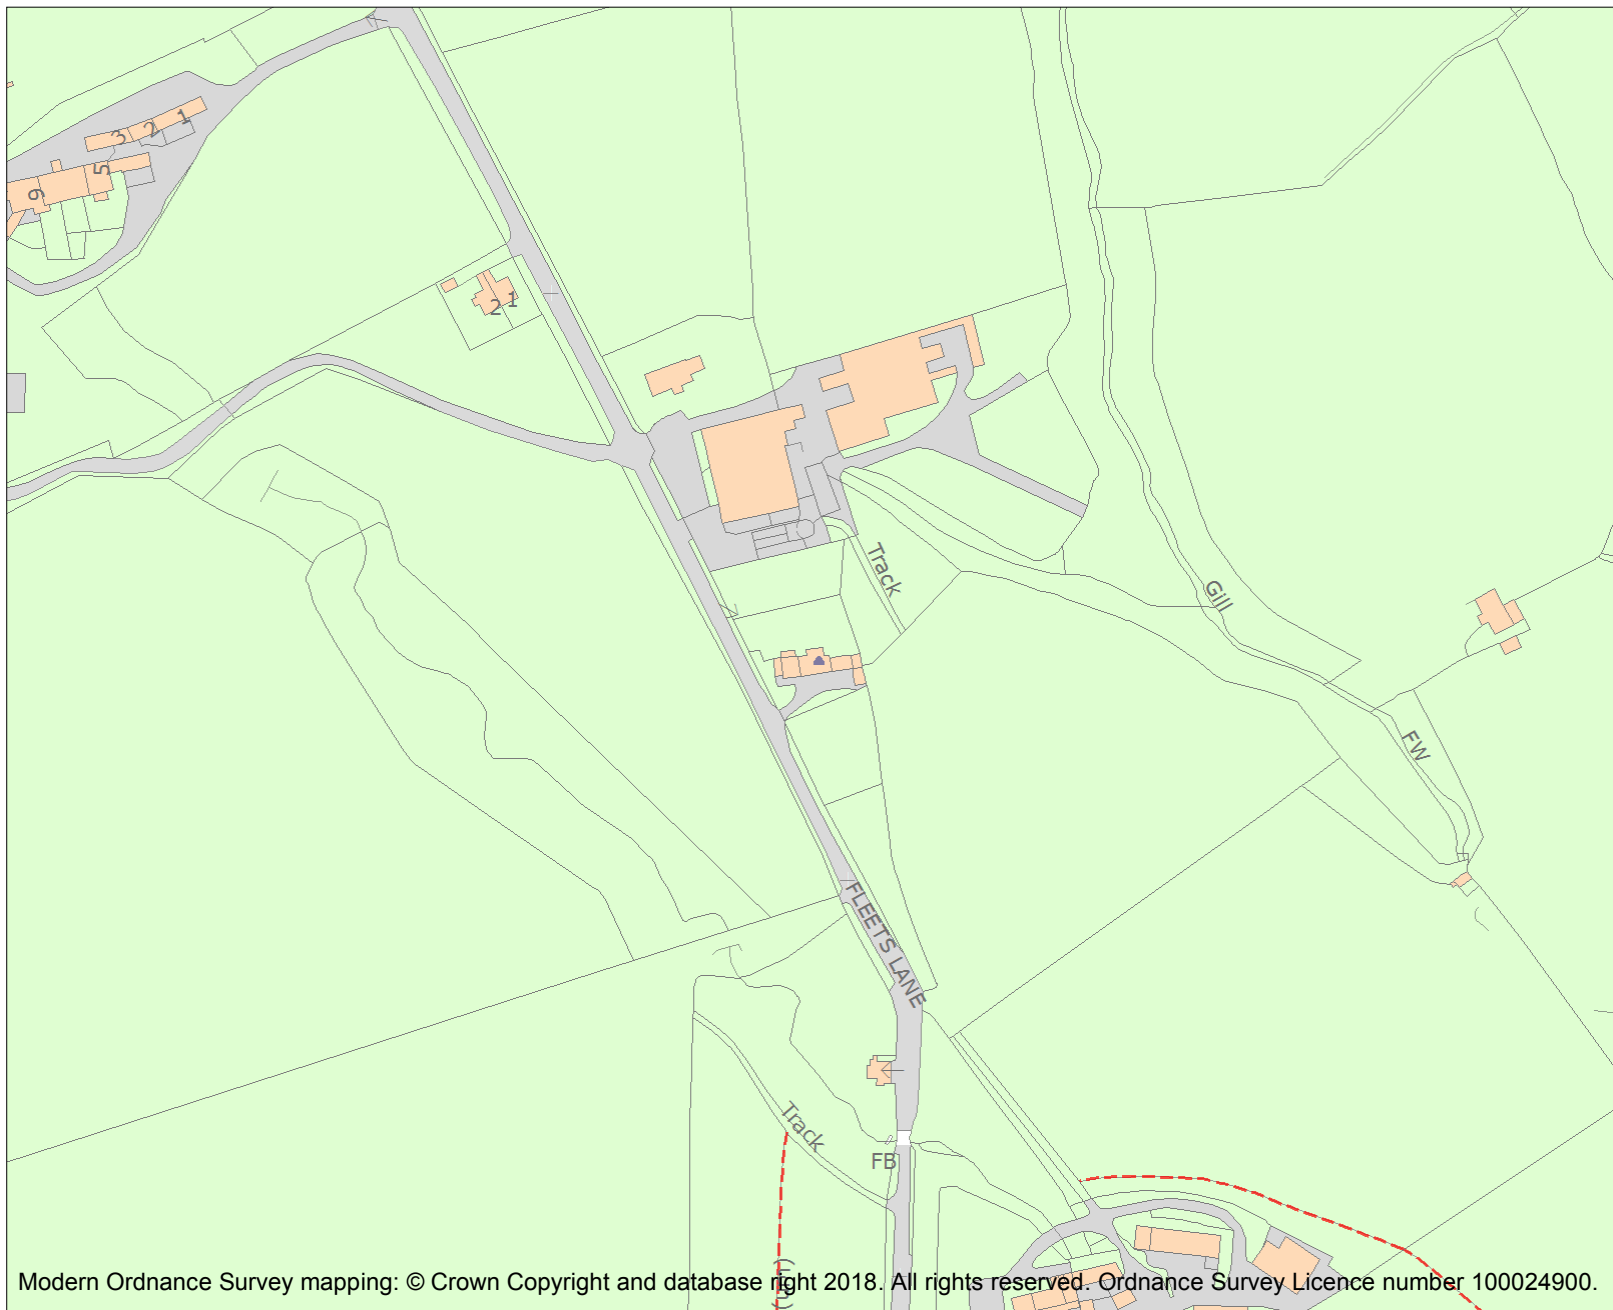 1
2
3
5
6
2 1
Track
Gill
FW
FLEETS LANE
Track
FB
Modern Ordnance Survey mapping: © Crown Copyright and database right 2018. All rights reserved. Ordnance Survey Licence number 100024900.